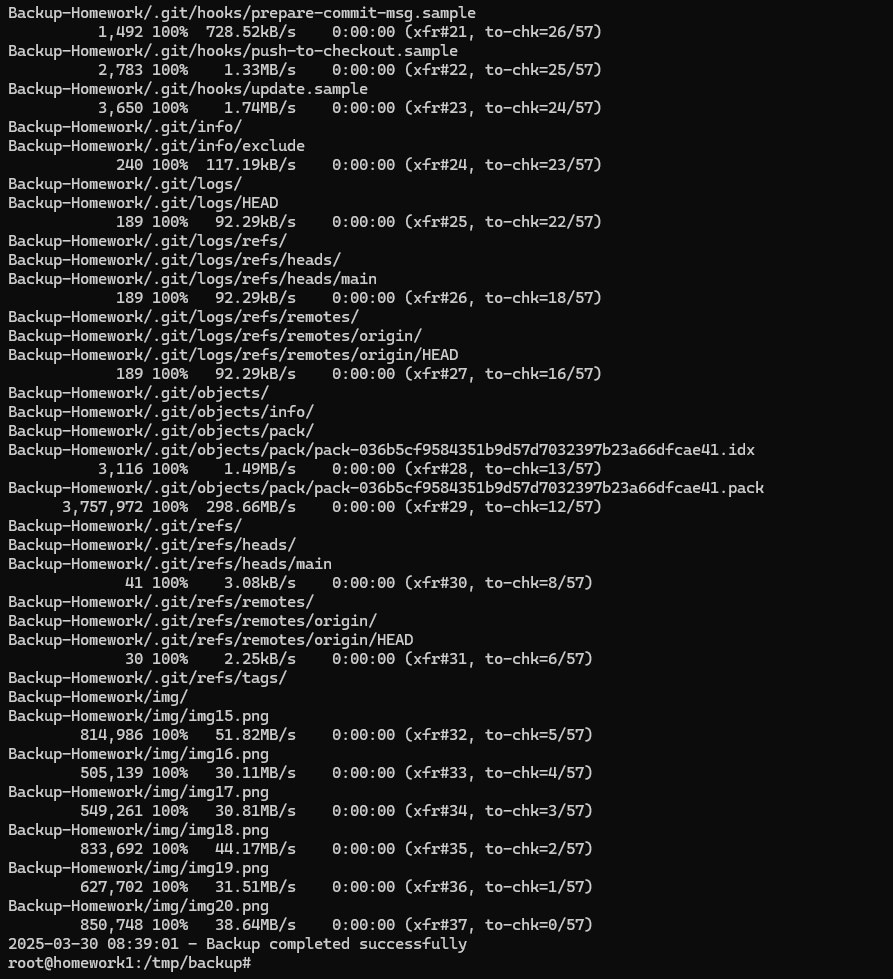 Backup-Homework/.git/hooks/prepare-commit-msg.sample
1,492 100% 728.52kB/s 0:00:00 (xfr#21, to-chk=26/57)
Backup-Homework/.git/hooks/push-to-checkout.sample
2,783 100% 1.33MB/s 0:00:00 (xfr#22, to-chk=25/57)
Backup-Homework/.git/hooks/update.sample
3,650 100% 1.74MB/s 0:00:00 (xfr#23, to-chk=24/57)
Backup-Homework/.git/info/
Backup-Homework/.git/info/exclude
240 100% 117.19kB/s 0:00:00 (xfr#24, to-chk=23/57)
Backup-Homework/.git/logs/
Backup-Homework/.git/logs/HEAD
189 100% 92.29kB/s 0:00:00 (xfr#25, to-chk=22/57)
Backup-Homework/.git/logs/refs/
Backup-Homework/.git/logs/refs/heads/
Backup-Homework/.git/logs/refs/heads/main
189 100% 92.29kB/s 0:00:00 (xfr#26, to-chk=18/57)
Backup-Homework/.git/logs/refs/remotes/
Backup-Homework/.git/logs/refs/remotes/origin/
Backup-Homework/.git/logs/refs/remotes/origin/HEAD
189 100% 92.29kB/s 0:00:00 (xfr#27, to-chk=16/57)
Backup-Homework/.git/objects/
Backup-Homework/.git/objects/info/
Backup-Homework/.git/objects/pack/
Backup-Homework/.git/objects/pack/pack-036b5cf9584351b9d57d7032397b23a66dfcae41.idx
3,116 100% 1.49MB/s 0:00:00 (xfr#28, to-chk=13/57)
Backup-Homework/.git/objects/pack/pack-036b5cf9584351b9d57d7032397b23a66dfcae41.pack
3,757,972 100% 298.66MB/s 0:00:00 (xfr#29, to-chk=12/57)
Backup-Homework/.git/refs/
Backup-Homework/.git/refs/heads/
Backup-Homework/.git/refs/heads/main
41 100% 3.08kB/s 0:00:00 (xfr#30, to-chk=8/57)
Backup-Homework/.git/refs/remotes/
Backup-Homework/.git/refs/remotes/origin/
Backup-Homework/.git/refs/remotes/origin/HEAD
30 100% 2.25kB/s 0:00:00 (xfr#31, to-chk=6/57)
Backup-Homework/.git/refs/tags/
Backup-Homework/img/
Backup-Homework/img/img15.png
814,986 100% 51.82MB/s 0:00:00 (xfr#32, to-chk=5/57)
Backup-Homework/img/img16.png
505,139 100% 30.11MB/s 0:00:00 (xfr#33, to-chk=4/57)
Backup-Homework/img/img17.png
549,261 100% 30.81MB/s 0:00:00 (xfr#34, to-chk=3/57)
Backup-Homework/img/img18.png
833,692 100% 44.17MB/s 0:00:00 (xfr#35, to-chk=2/57)
Backup-Homework/img/img19.png
627,702 100% 31.51MB/s 0:00:00 (xfr#36, to-chk=1/57)
Backup-Homework/img/img20.png
850,748 100% 38.64MB/s 0:00:00 (xfr#37, to-chk=0/57)
2025-03-30 08:39:01 - Backup completed successfully
root@homework1:/tmp/backup#